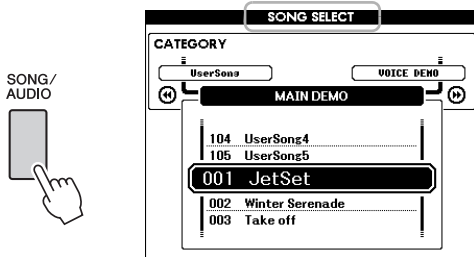 SONG SELECT
CATEGORY
UserSong
VOICE DEMO
SONG/
AUDIO
MAIN DEMO
104 UserSong4
105 UserSong5
001 JetSet
002 Winter Serenade
003 Take off